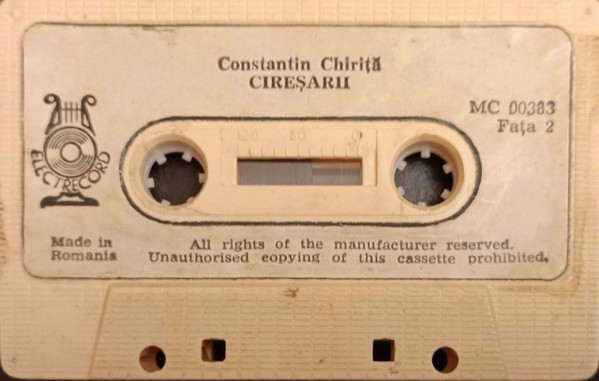 Constantin Chiriță
CIREȘARII
MC 00383
Fața 2
ELECTRECORD
100 50 0
Made in
Romania
All rights of the manufacturer reserved.
Unauthorised copying of this cassette prohibited.